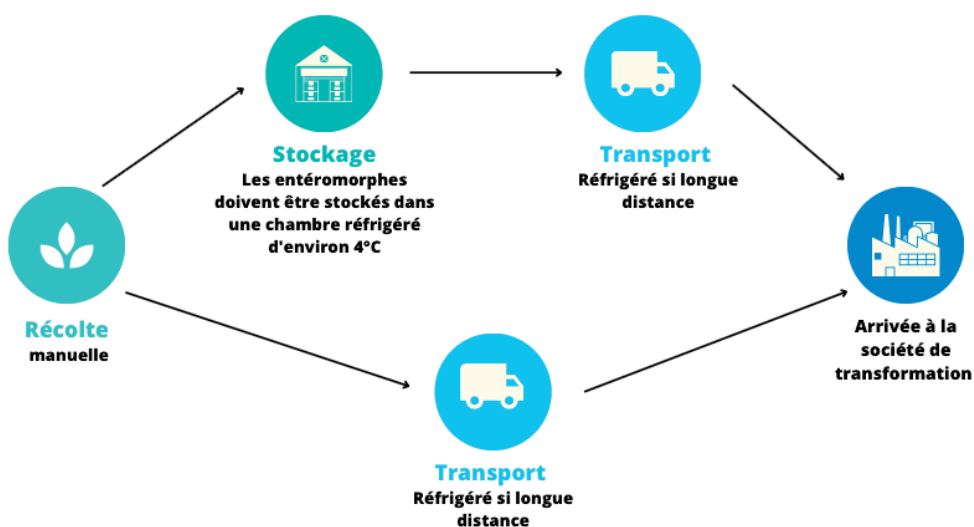 Stockage
Les entéromorphes
doivent être stockés dans
une chambre réfrigéré
d'environ 4°C
Transport
Réfrigéré si longue
distance
Récolte
manuelle
Arrivée à la
société de
transformation
Transport
Réfrigéré si longue
distance